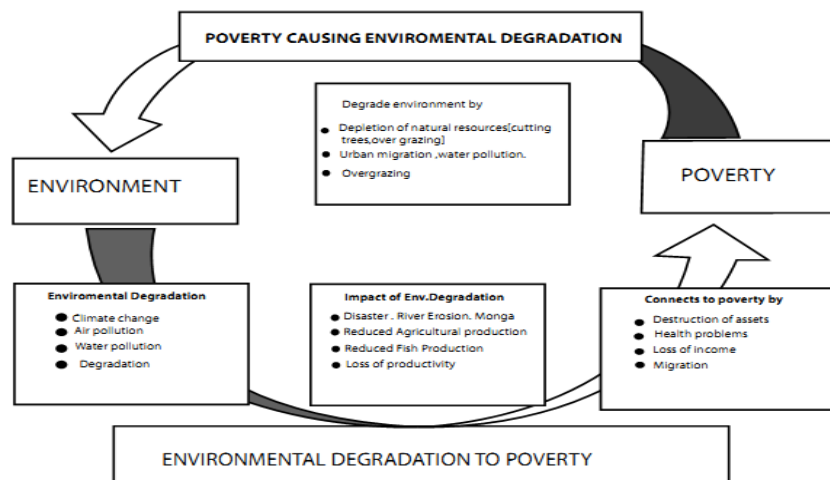 POVERTY CAUSING ENVIROMENTAL DEGRADATION
Degrade environment by
● Depletion of natural resources[cutting
trees,over grazing]
● Urban migration ,water pollution.
● Overgrazing
ENVIRONMENT
POVERTY
Enviromental Degradation
● Climate change
● Air pollution
● Water pollution
● Degradation
Impact of Env.Degradation
● Disaster . River Erosion. Monga
● Reduced Agricultural production
● Reduced Fish Production
● Loss of productivity
Connects to poverty by
● Destruction of assets
● Health problems
● Loss of income
● Migration
ENVIRONMENTAL DEGRADATION TO POVERTY